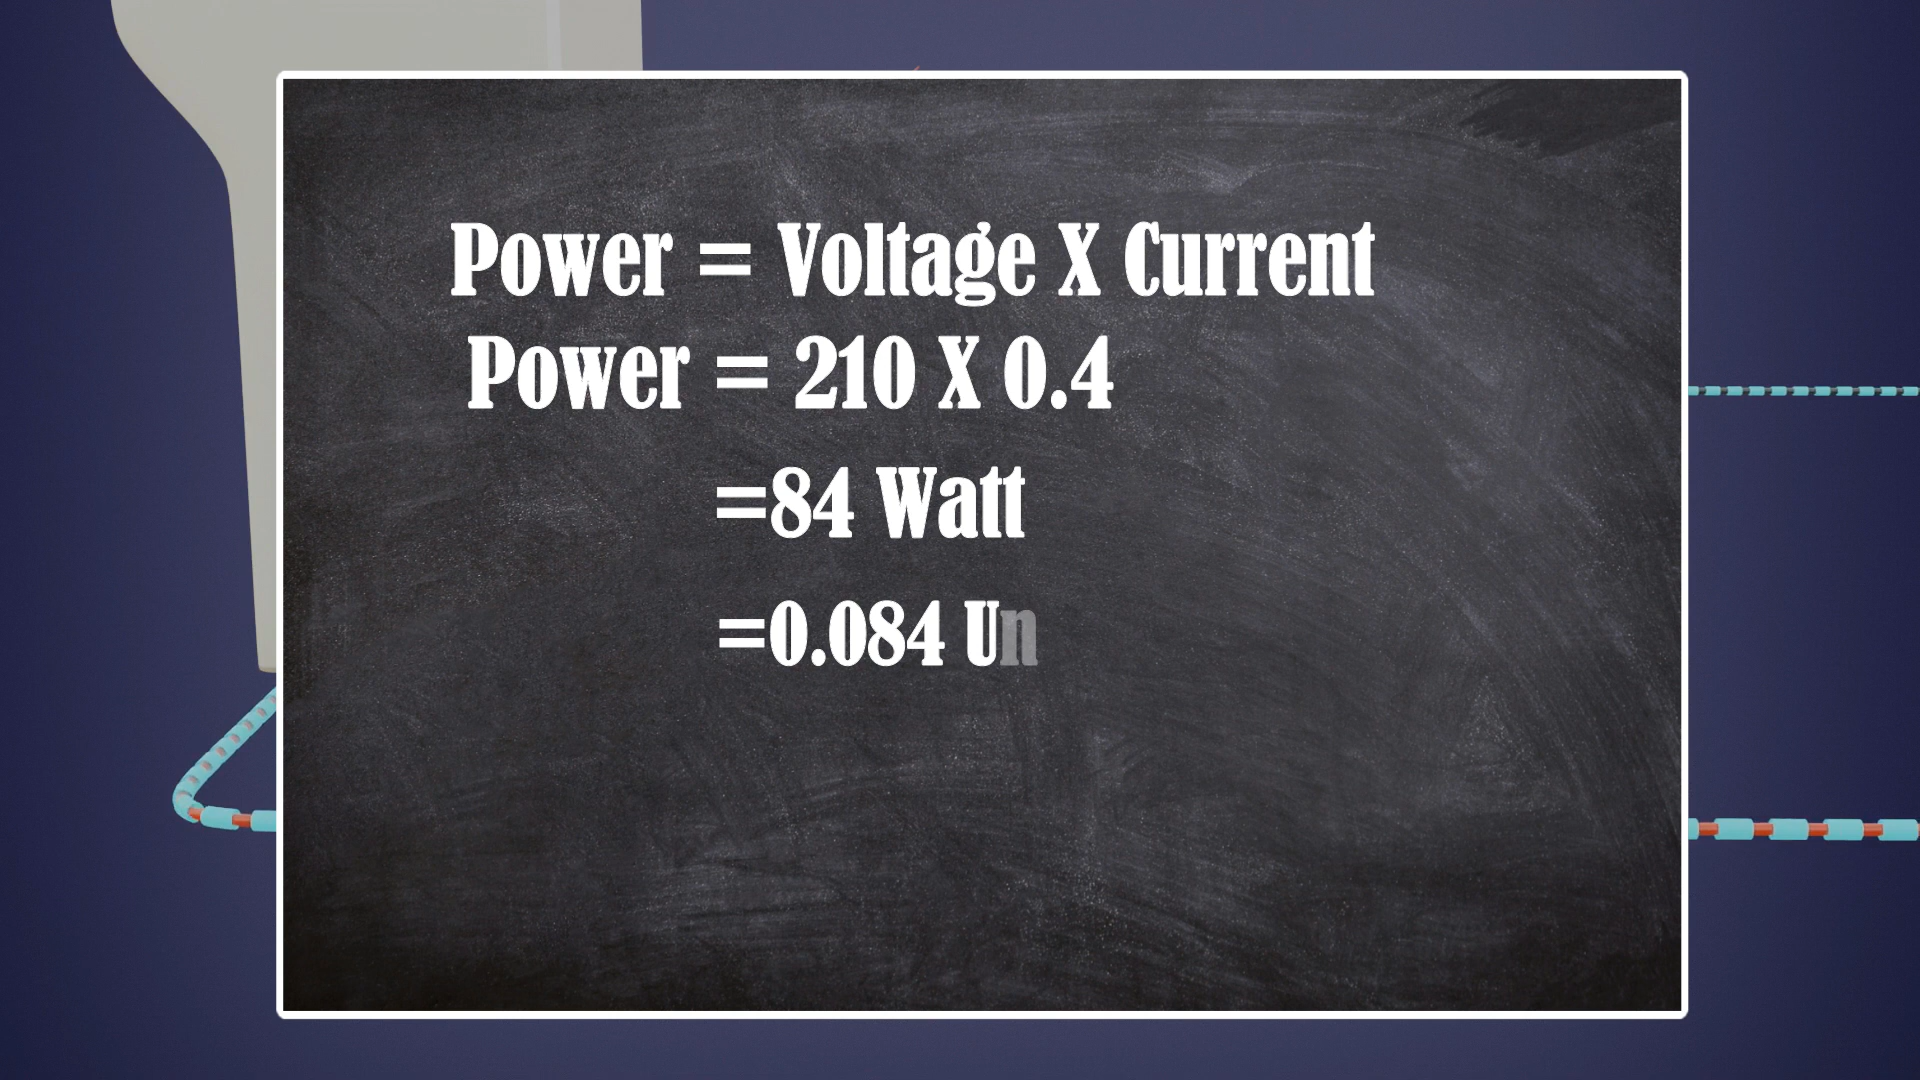 Power = Voltage X Current
Power = 210 X 0.4
=84 Watt
=0.084 Un